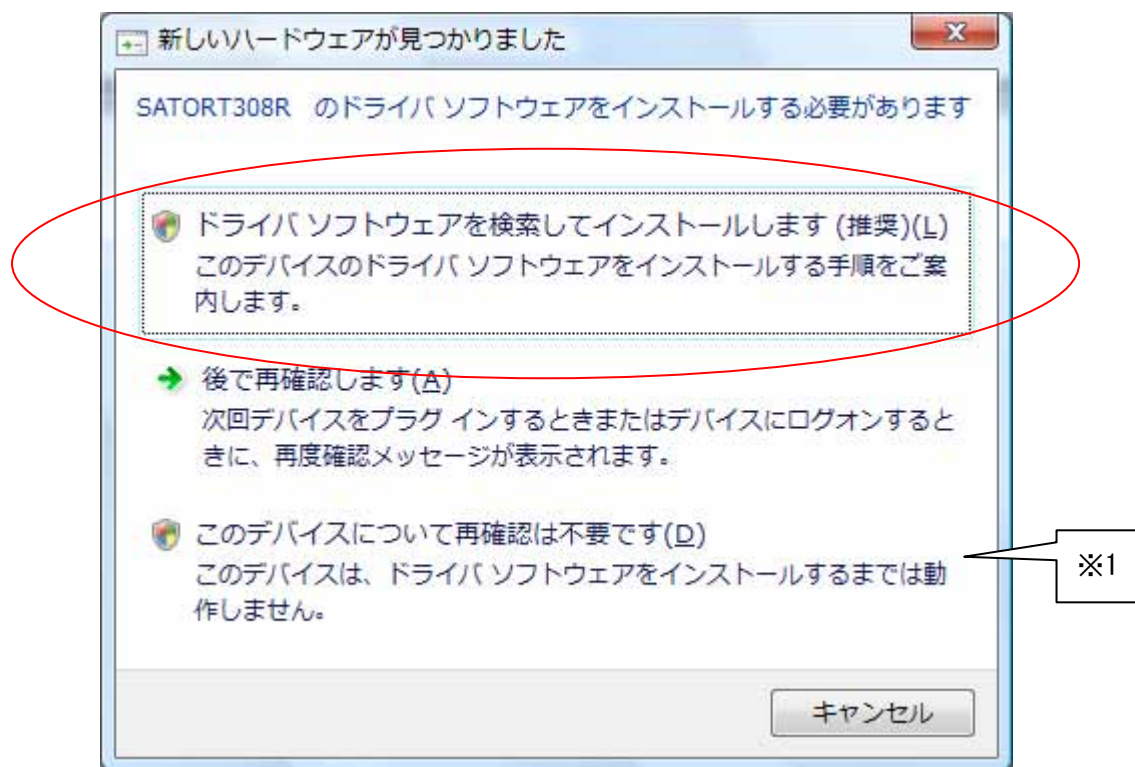 新しいハードウェアが見つかりました
SATORT308R のドライバ ソフトウェアをインストールする必要があります
ドライバ ソフトウェアを検索してインストールします (推奨)(L)
このデバイスのドライバ ソフトウェアをインストールする手順をご案
内します。
後で再確認します(A)
次回デバイスをプラグ インするときまたはデバイスにログオンすると
きに、再度確認メッセージが表示されます。
このデバイスについて再確認は不要です(D)
このデバイスは、ドライバ ソフトウェアをインストールするまでは動
作しません。
※1
キャンセル